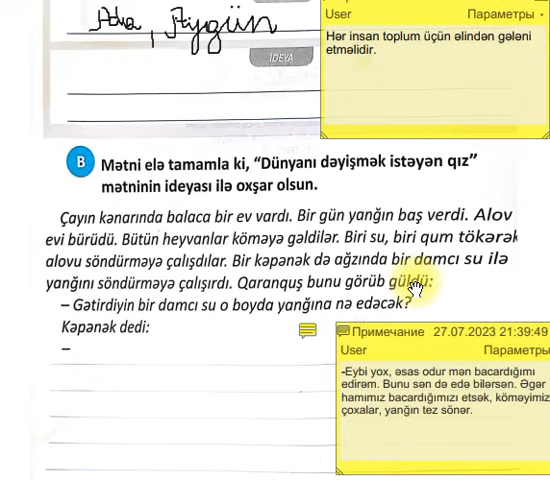 Ata, Aygün
User Параметры
Hər insan toplum üçün əlindən gələni
etməlidir.
İDEYA
B Mətni elə tamamla ki, “Dünyanı dəyişmək istəyən qız”
mətninin ideyası ilə oxşar olsun.
Çayın kənarında balaca bir ev vardı. Bir gün yanğın baş verdi. Alov
evi bürüdü. Bütün heyvanlar köməyə gəldilər. Biri su, biri qum tökərək
alovu söndürməyə çalışdılar. Bir kəpənək də ağzında bir damcı su ilə
yanğını söndürməyə çalışırdı. Qaranquş bunu görüb güldü:
– Gətirdiyin bir damcı su o boyda yanğına nə edəcək?
Kəpənək dedi:
–
Примечание 27.07.2023 21:39:49
User Параметры
-Eybi yox, əsas odur mən bacardığımı
edirəm. Bunu sən də edə bilərsən. Əgər
hamımız bacardığımızı etsək, köməyimiz
çoxalar, yanğın tez sönər.